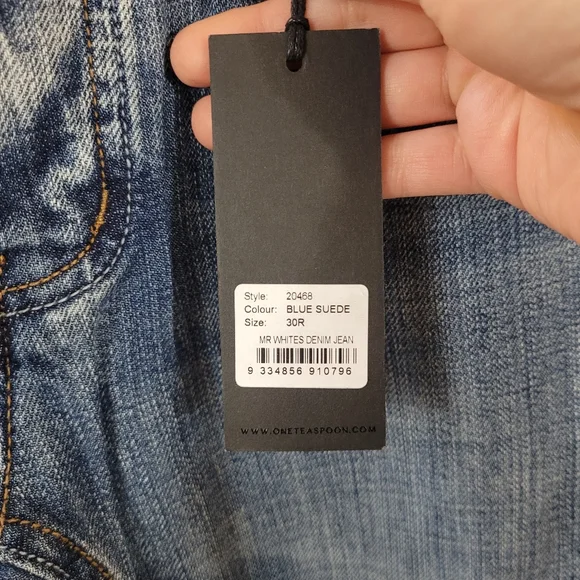 Style: 20468
Colour: BLUE SUEDE
Size: 30R
MR WHITES DENIM JEAN
9 334856 910796
WWW.ONETEASPOON.COM